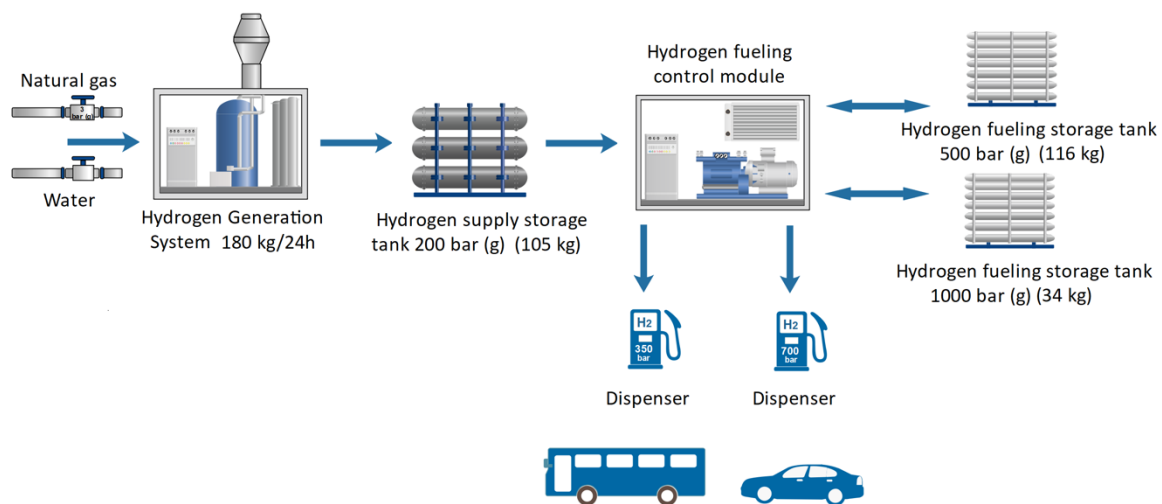 Natural gas
3
bar (g)
Water
Hydrogen Generation
System 180 kg/24h
Hydrogen supply storage
tank 200 bar (g) (105 kg)
Hydrogen fueling
control module
Hydrogen fueling storage tank
500 bar (g) (116 kg)
Hydrogen fueling storage tank
1000 bar (g) (34 kg)
H2
350
bar
Dispenser
H2
700
bar
Dispenser